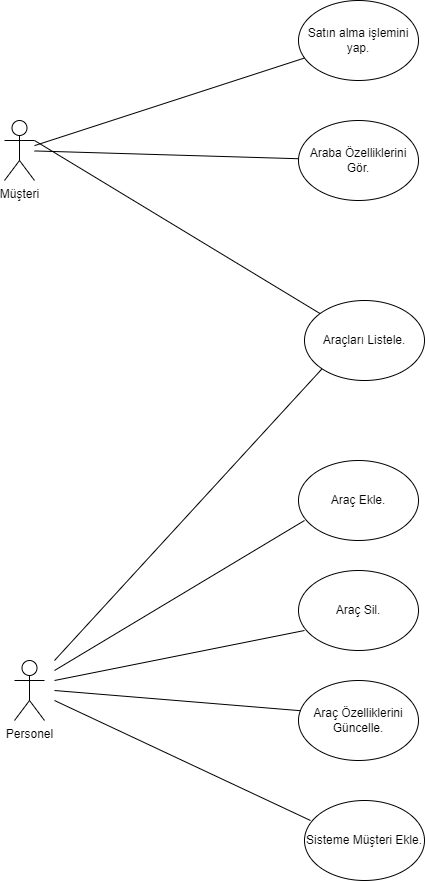 Satın alma işlemini
yap.
Araba Özelliklerini
Gör.
Müşteri
Araçları Listele.
Araç Ekle.
Araç Sil.
Araç Özelliklerini
Güncelle.
Personel
Sisteme Müşteri Ekle.